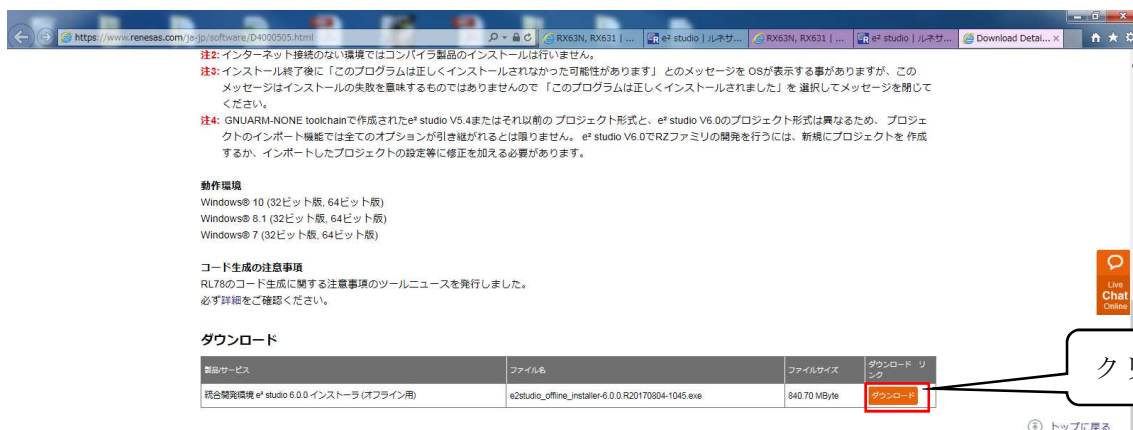 https://www.renesas.com/ja-jp/software/D4000505.html
RX63N, RX631 | ...
e² studio | ルネサ...
RX63N, RX631 | ...
e² studio | ルネサ...
Download Detai...
注2: インターネット接続のない環境ではコンパイラ製品のインストールは行いません。
注3: インストール終了後に「このプログラムは正しくインストールされなかった可能性があります」 とのメッセージを OSが表示する事がありますが、この
メッセージはインストールの失敗を意味するものではありませんので 「このプログラムは正しくインストールされました」を 選択してメッセージを閉じて
ください。
注4: GNUARM-NONE toolchainで作成されたe² studio V5.4またはそれ以前の プロジェクト形式と、e² studio V6.0のプロジェクト形式は異なるため、 プロジェ
クトのインポート機能では全てのオプションが引き継がれるとは限りません。 e² studio V6.0でRZファミリの開発を行うには、新規にプロジェクトを 作成
するか、インポートしたプロジェクトの設定等に修正を加える必要があります。
動作環境
Windows® 10 (32ビット版, 64ビット版)
Windows® 8.1 (32ビット版, 64ビット版)
Windows® 7 (32ビット版, 64ビット版)
コード生成の注意事項
RL78のコード生成に関する注意事項のツールニュースを発行しました。
必ず詳細をご確認ください。
Live
Chat
Online
ダウンロード
製品/サービス ファイル名 ファイルサイズ ダウンロード リ
ンク
統合開発環境 e² studio 6.0.0 インストーラ (オフライン用) e2studio_offline_installer-6.0.0.R20170804-1045.exe 840.70 MByte ダウンロード
クリ
トップに戻る